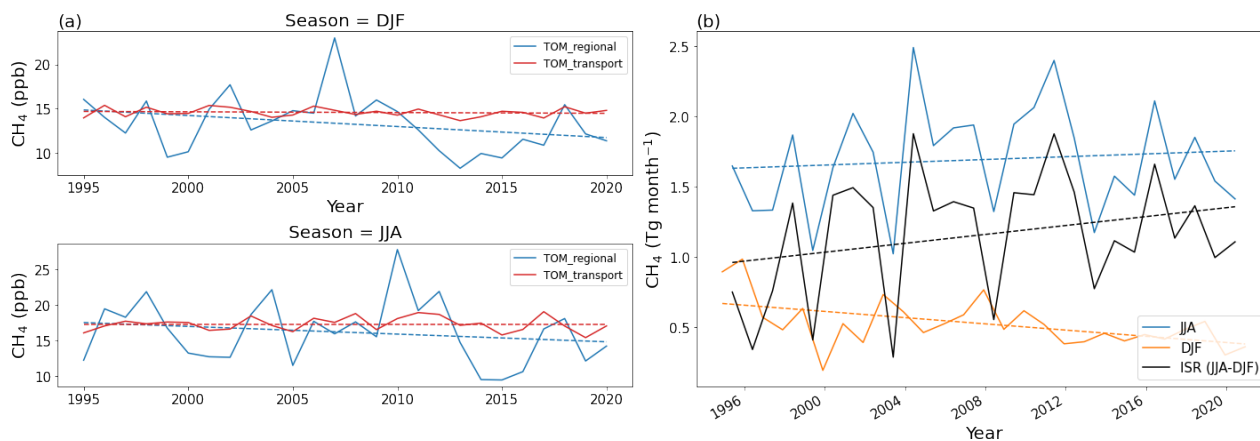 (a)
Season = DJF
TOM_regional
TOM_transport
CH₄ (ppb)
20
15
10
1995 2000 2005 2010 2015 2020
Year
Season = JJA
TOM_regional
TOM_transport
CH₄ (ppb)
25
20
15
10
1995 2000 2005 2010 2015 2020
(b)
CH₄ (Tg month⁻¹)
2.5
2.0
1.5
1.0
0.5
JJA
DJF
ISR (JJA-DJF)
1996 2000 2004 2008 2012 2016 2020
Year